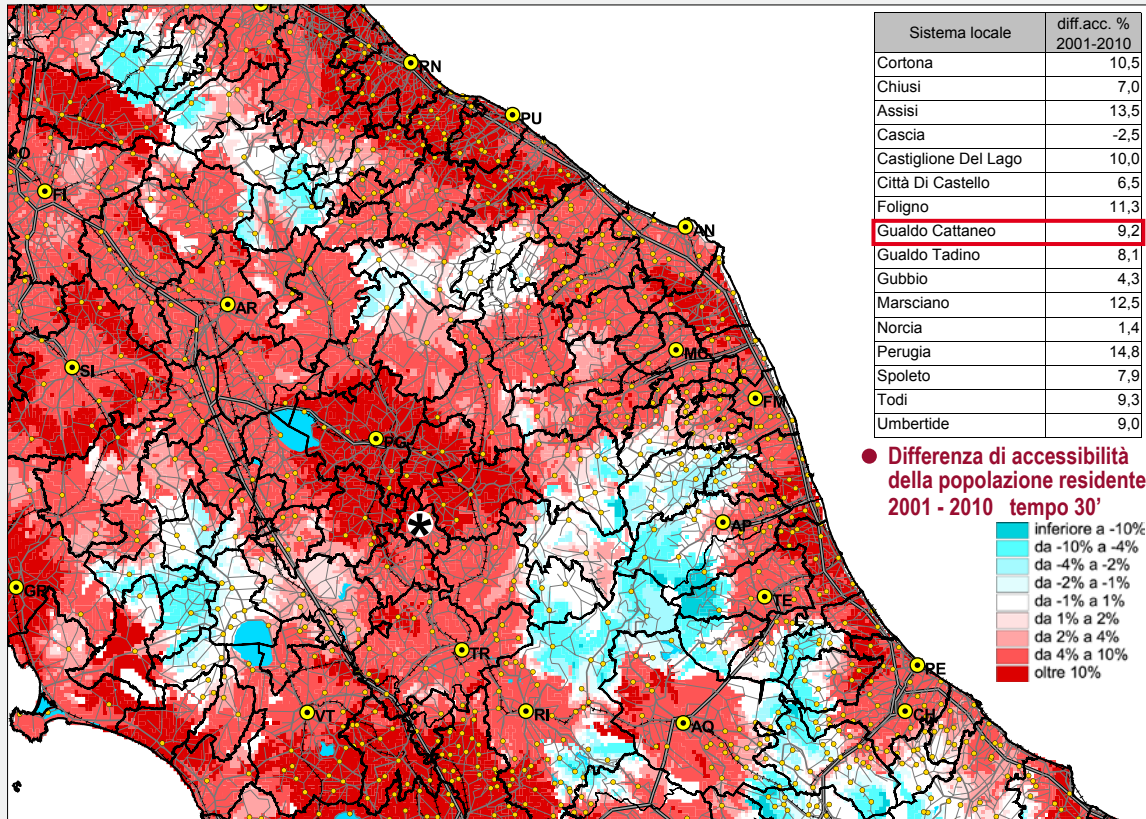 Sistema locale
diff.acc. %
2001-2010
Cortona 10,5
Chiusi 7,0
Assisi 13,5
Cascia -2,5
Castiglione Del Lago 10,0
Città Di Castello 6,5
Foligno 11,3
Gualdo Cattaneo 9,2
Gualdo Tadino 8,1
Gubbio 4,3
Marsciano 12,5
Norcia 1,4
Perugia 14,8
Spoleto 7,9
Todi 9,3
Umbertide 9,0
Differenza di accessibilità
della popolazione residente
2001 - 2010 tempo 30'
inferiore a -10%
da -10% a -4%
da -4% a -2%
da -2% a -1%
da -1% a 1%
da 1% a 2%
da 2% a 4%
da 4% a 10%
oltre 10%
FC
RN
PU
FI
AN
AR
MC
SI
FM
PG
AP
GR
TE
TR
PE
VT
RI
AQ
CH